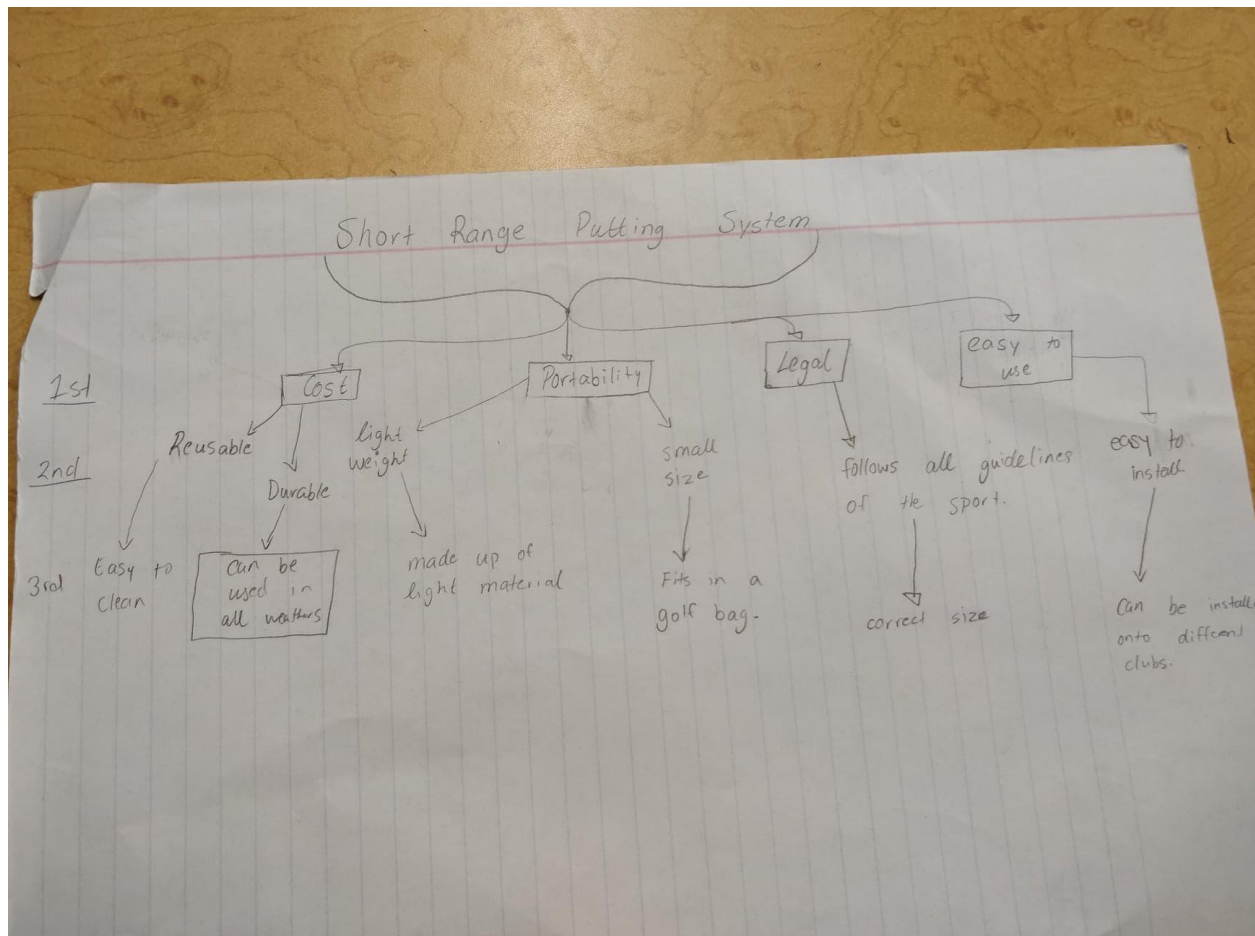 Short Range Putting System
1st
Cost
Portability
Legal
easy to
use
2nd
Reusable
Durable
light
weight
small
size
follows all guidelines
of the sport.
easy to
install
3rd
Easy to
clean
can be
used in
all weathers
made up of
light material
Fits in a
golf bag.
correct size
Can be install
onto different
clubs.